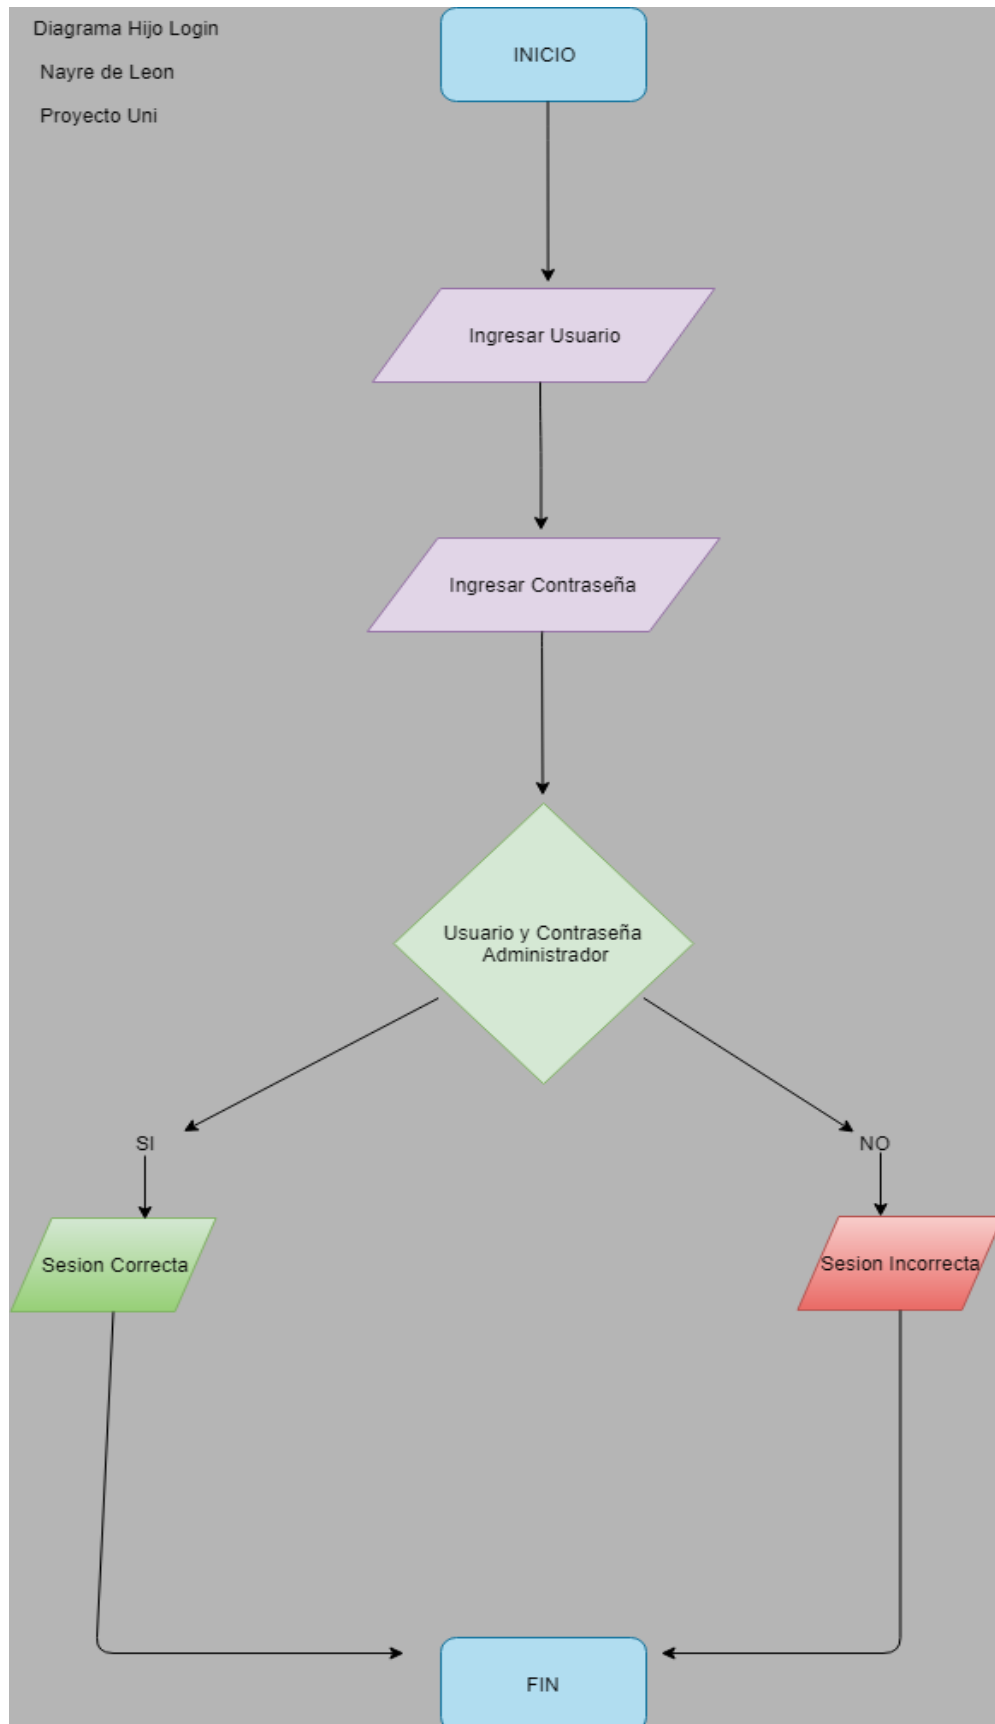 Diagrama Hijo Login
Nayre de Leon
Proyecto Uni
INICIO
Ingresar Usuario
Ingresar Contraseña
Usuario y Contraseña
Administrador
SI
NO
Sesion Correcta
Sesion Incorrecta
FIN